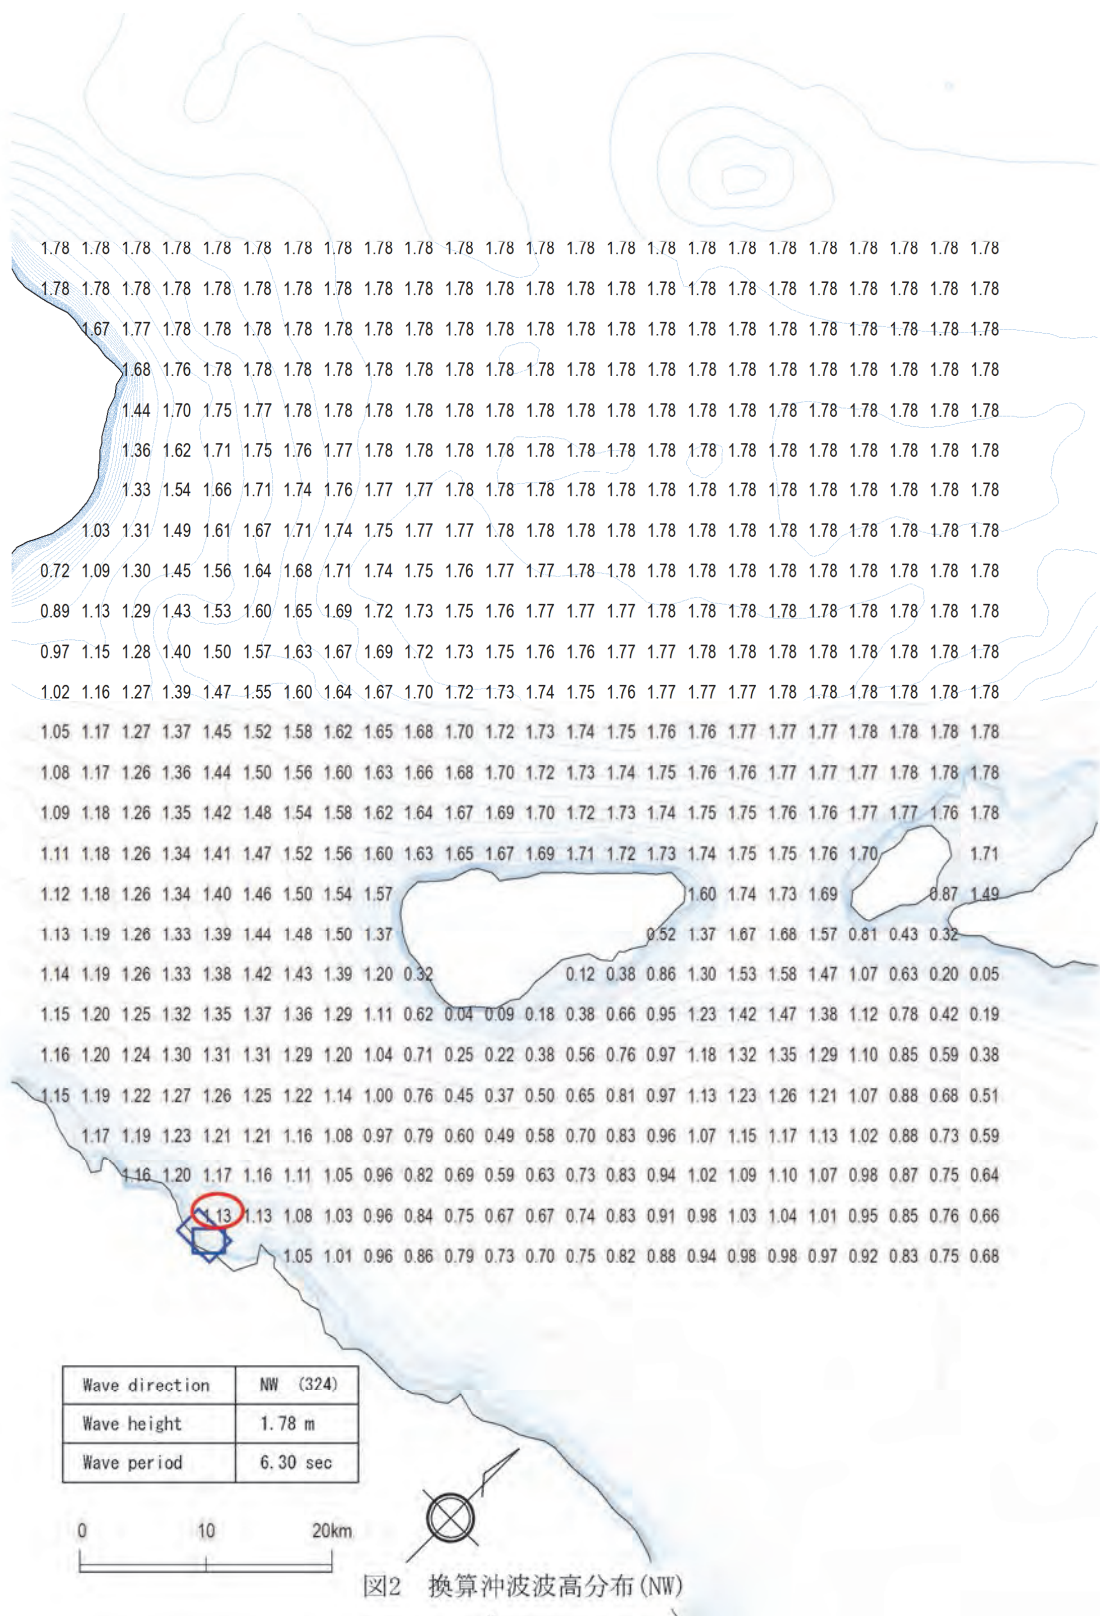 1.78 1.78 1.78 1.78 1.78 1.78 1.78 1.78 1.78 1.78 1.78 1.78 1.78 1.78 1.78 1.78 1.78 1.78 1.78 1.78 1.78 1.78 1.78 1.78
1.78 1.78 1.78 1.78 1.78 1.78 1.78 1.78 1.78 1.78 1.78 1.78 1.78 1.78 1.78 1.78 1.78 1.78 1.78 1.78 1.78 1.78 1.78 1.78
1.67 1.77 1.78 1.78 1.78 1.78 1.78 1.78 1.78 1.78 1.78 1.78 1.78 1.78 1.78 1.78 1.78 1.78 1.78 1.78 1.78 1.78 1.78
1.68 1.76 1.78 1.78 1.78 1.78 1.78 1.78 1.78 1.78 1.78 1.78 1.78 1.78 1.78 1.78 1.78 1.78 1.78 1.78 1.78 1.78
1.44 1.70 1.75 1.77 1.78 1.78 1.78 1.78 1.78 1.78 1.78 1.78 1.78 1.78 1.78 1.78 1.78 1.78 1.78 1.78 1.78 1.78
1.36 1.62 1.71 1.75 1.76 1.77 1.78 1.78 1.78 1.78 1.78 1.78 1.78 1.78 1.78 1.78 1.78 1.78 1.78 1.78 1.78 1.78
1.33 1.54 1.66 1.71 1.74 1.76 1.77 1.77 1.78 1.78 1.78 1.78 1.78 1.78 1.78 1.78 1.78 1.78 1.78 1.78 1.78 1.78
1.03 1.31 1.49 1.61 1.67 1.71 1.74 1.75 1.77 1.77 1.78 1.78 1.78 1.78 1.78 1.78 1.78 1.78 1.78 1.78 1.78 1.78 1.78
0.72 1.09 1.30 1.45 1.56 1.64 1.68 1.71 1.74 1.75 1.76 1.77 1.77 1.78 1.78 1.78 1.78 1.78 1.78 1.78 1.78 1.78 1.78 1.78
0.89 1.13 1.29 1.43 1.53 1.60 1.65 1.69 1.72 1.73 1.75 1.76 1.77 1.77 1.77 1.78 1.78 1.78 1.78 1.78 1.78 1.78 1.78 1.78
0.97 1.15 1.28 1.40 1.50 1.57 1.63 1.67 1.69 1.72 1.73 1.75 1.76 1.76 1.77 1.77 1.78 1.78 1.78 1.78 1.78 1.78 1.78 1.78
1.02 1.16 1.27 1.39 1.47 1.55 1.60 1.64 1.67 1.70 1.72 1.73 1.74 1.75 1.76 1.77 1.77 1.77 1.78 1.78 1.78 1.78 1.78 1.78
1.05 1.17 1.27 1.37 1.45 1.52 1.58 1.62 1.65 1.68 1.70 1.72 1.73 1.74 1.75 1.76 1.76 1.77 1.77 1.77 1.78 1.78 1.78 1.78
1.08 1.17 1.26 1.36 1.44 1.50 1.56 1.60 1.63 1.66 1.68 1.70 1.72 1.73 1.74 1.75 1.76 1.76 1.77 1.77 1.77 1.78 1.78 1.78
1.09 1.18 1.26 1.35 1.42 1.48 1.54 1.58 1.62 1.64 1.67 1.69 1.70 1.72 1.73 1.74 1.75 1.75 1.76 1.76 1.77 1.77 1.76 1.78
1.11 1.18 1.26 1.34 1.41 1.47 1.52 1.56 1.60 1.63 1.65 1.67 1.69 1.71 1.72 1.73 1.74 1.75 1.75 1.76 1.70 1.71
1.12 1.18 1.26 1.34 1.40 1.46 1.50 1.54 1.57 1.60 1.74 1.73 1.69 0.87 1.49
1.13 1.19 1.26 1.33 1.39 1.44 1.48 1.50 1.37 0.52 1.37 1.67 1.68 1.57 0.81 0.43 0.32
1.14 1.19 1.26 1.33 1.38 1.42 1.43 1.39 1.20 0.32 0.12 0.38 0.86 1.30 1.53 1.58 1.47 1.07 0.63 0.20 0.05
1.15 1.20 1.25 1.32 1.35 1.37 1.36 1.29 1.11 0.62 0.04 0.09 0.18 0.38 0.66 0.95 1.23 1.42 1.47 1.38 1.12 0.78 0.42 0.19
1.16 1.20 1.24 1.30 1.31 1.31 1.29 1.20 1.04 0.71 0.25 0.22 0.38 0.56 0.76 0.97 1.18 1.32 1.35 1.29 1.10 0.85 0.59 0.38
1.15 1.19 1.22 1.27 1.26 1.25 1.22 1.14 1.00 0.76 0.45 0.37 0.50 0.65 0.81 0.97 1.13 1.23 1.26 1.21 1.07 0.88 0.68 0.51
1.17 1.19 1.23 1.21 1.21 1.16 1.08 0.97 0.79 0.60 0.49 0.58 0.70 0.83 0.96 1.07 1.15 1.17 1.13 1.02 0.88 0.73 0.59
1.16 1.20 1.17 1.16 1.11 1.05 0.96 0.82 0.69 0.59 0.63 0.73 0.83 0.94 1.02 1.09 1.10 1.07 0.98 0.87 0.75 0.64
1.13 1.13 1.08 1.03 0.96 0.84 0.75 0.67 0.67 0.74 0.83 0.91 0.98 1.03 1.04 1.01 0.95 0.85 0.76 0.66
1.05 1.01 0.96 0.86 0.79 0.73 0.70 0.75 0.82 0.88 0.94 0.98 0.98 0.97 0.92 0.83 0.75 0.68
Wave direction NW (324)
Wave height 1.78 m
Wave period 6.30 sec
0 10 20km
図2 換算沖波波高分布(NW)